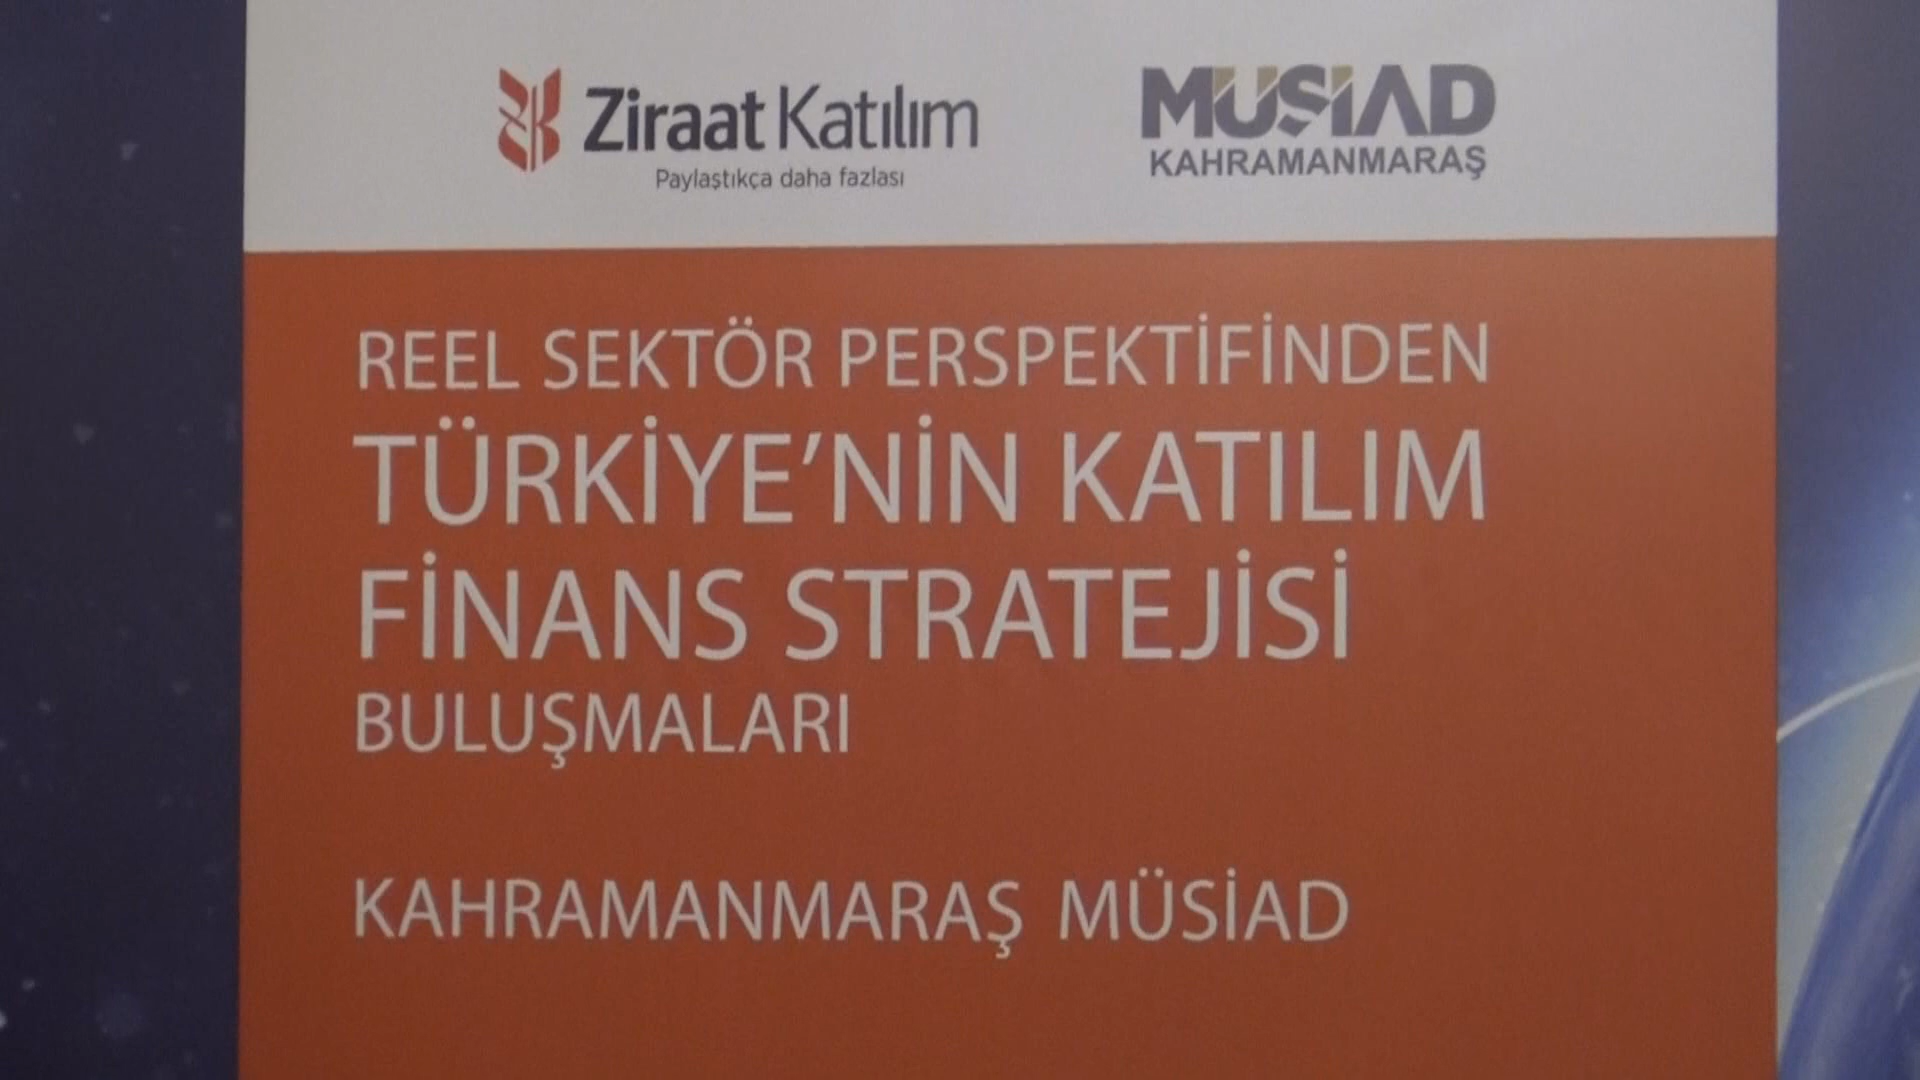 Ziraat Katılım
Paylaştıkça daha fazlası
MÜSİAD
KAHRAMANMARAŞ
REEL SEKTÖR PERSPEKTİFİNDEN
TÜRKİYE’NİN KATILIM
FİNANS STRATEJİSİ
BULUŞMALARI
KAHRAMANMARAŞ MÜSİAD